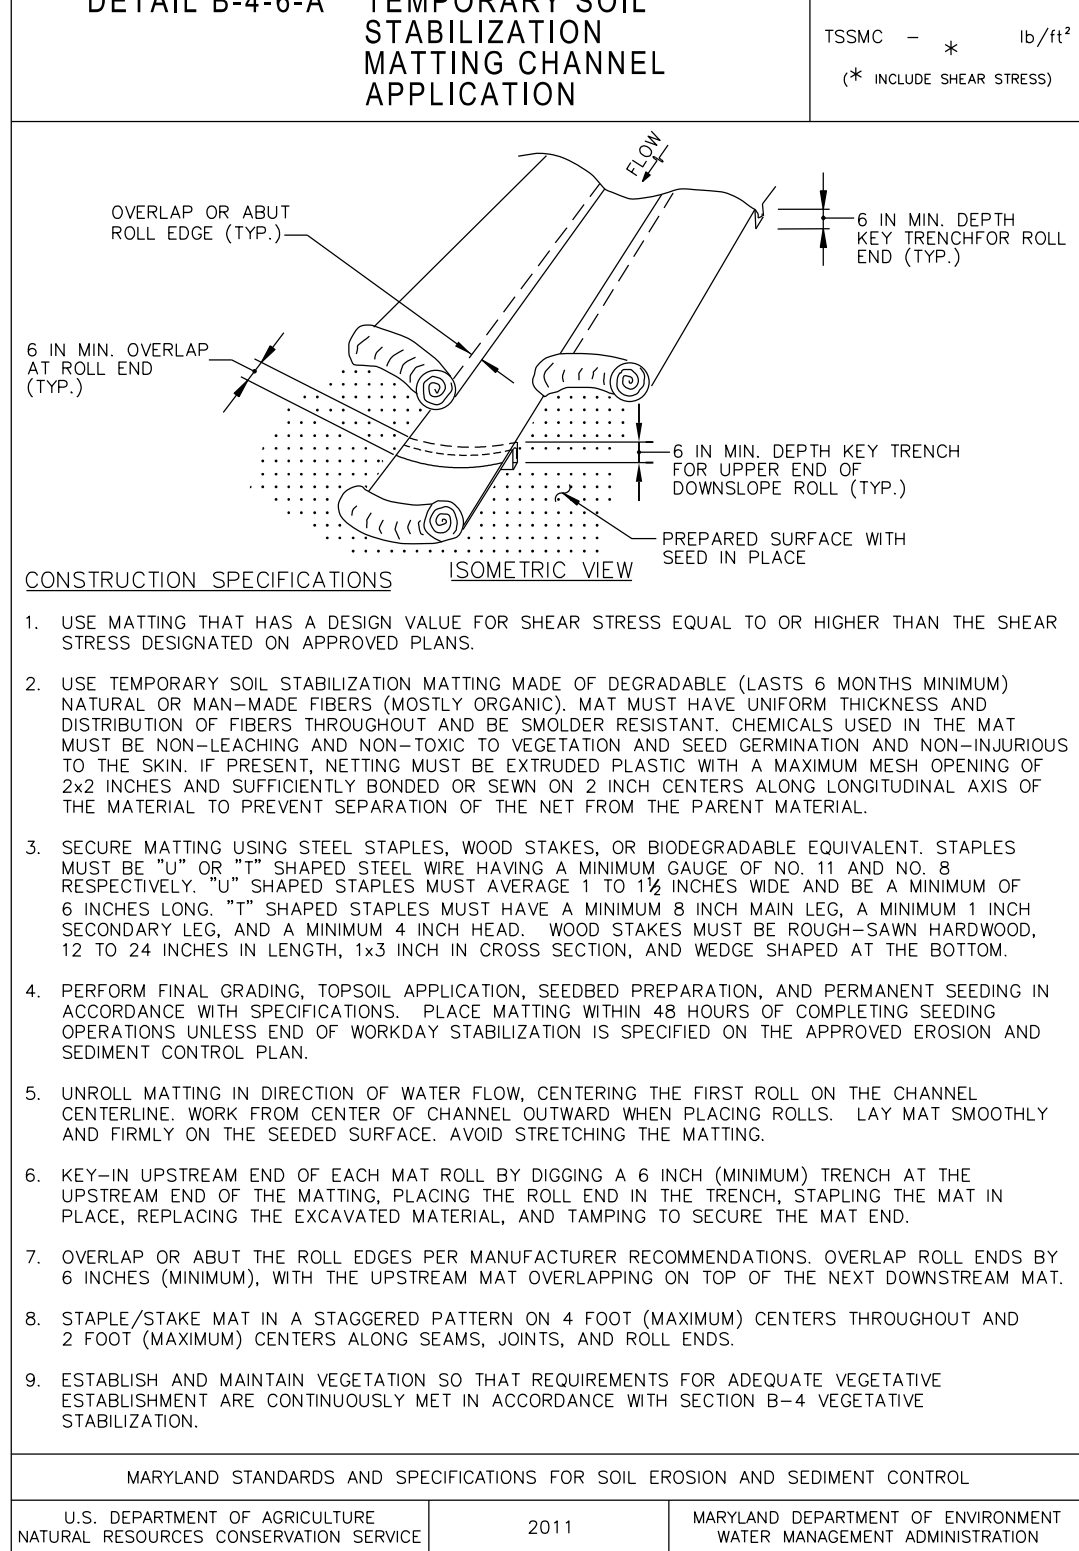 DETAIL B-4-6-A TEMPORARY SOIL
STABILIZATION
MATTING CHANNEL
APPLICATION
TSSMC - * lb/ft²
(* INCLUDE SHEAR STRESS)
FLOW
OVERLAP OR ABUT
ROLL EDGE (TYP.)
6 IN MIN. DEPTH
KEY TRENCHFOR ROLL
END (TYP.)
6 IN MIN. OVERLAP
AT ROLL END
(TYP.)
6 IN MIN. DEPTH KEY TRENCH
FOR UPPER END OF
DOWNSLOPE ROLL (TYP.)
PREPARED SURFACE WITH
SEED IN PLACE
ISOMETRIC VIEW
CONSTRUCTION SPECIFICATIONS
1. USE MATTING THAT HAS A DESIGN VALUE FOR SHEAR STRESS EQUAL TO OR HIGHER THAN THE SHEAR
STRESS DESIGNATED ON APPROVED PLANS.
2. USE TEMPORARY SOIL STABILIZATION MATTING MADE OF DEGRADABLE (LASTS 6 MONTHS MINIMUM)
NATURAL OR MAN-MADE FIBERS (MOSTLY ORGANIC). MAT MUST HAVE UNIFORM THICKNESS AND
DISTRIBUTION OF FIBERS THROUGHOUT AND BE SMOLDER RESISTANT. CHEMICALS USED IN THE MAT
MUST BE NON-LEACHING AND NON-TOXIC TO VEGETATION AND SEED GERMINATION AND NON-INJURIOUS
TO THE SKIN. IF PRESENT, NETTING MUST BE EXTRUDED PLASTIC WITH A MAXIMUM MESH OPENING OF
2x2 INCHES AND SUFFICIENTLY BONDED OR SEWN ON 2 INCH CENTERS ALONG LONGITUDINAL AXIS OF
THE MATERIAL TO PREVENT SEPARATION OF THE NET FROM THE PARENT MATERIAL.
3. SECURE MATTING USING STEEL STAPLES, WOOD STAKES, OR BIODEGRADABLE EQUIVALENT. STAPLES
MUST BE "U" OR "T" SHAPED STEEL WIRE HAVING A MINIMUM GAUGE OF NO. 11 AND NO. 8
RESPECTIVELY. "U" SHAPED STAPLES MUST AVERAGE 1 TO 1½ INCHES WIDE AND BE A MINIMUM OF
6 INCHES LONG. "T" SHAPED STAPLES MUST HAVE A MINIMUM 8 INCH MAIN LEG, A MINIMUM 1 INCH
SECONDARY LEG, AND A MINIMUM 4 INCH HEAD. WOOD STAKES MUST BE ROUGH-SAWN HARDWOOD,
12 TO 24 INCHES IN LENGTH, 1x3 INCH IN CROSS SECTION, AND WEDGE SHAPED AT THE BOTTOM.
4. PERFORM FINAL GRADING, TOPSOIL APPLICATION, SEEDBED PREPARATION, AND PERMANENT SEEDING IN
ACCORDANCE WITH SPECIFICATIONS. PLACE MATTING WITHIN 48 HOURS OF COMPLETING SEEDING
OPERATIONS UNLESS END OF WORKDAY STABILIZATION IS SPECIFIED ON THE APPROVED EROSION AND
SEDIMENT CONTROL PLAN.
5. UNROLL MATTING IN DIRECTION OF WATER FLOW, CENTERING THE FIRST ROLL ON THE CHANNEL
CENTERLINE. WORK FROM CENTER OF CHANNEL OUTWARD WHEN PLACING ROLLS. LAY MAT SMOOTHLY
AND FIRMLY ON THE SEEDED SURFACE. AVOID STRETCHING THE MATTING.
6. KEY-IN UPSTREAM END OF EACH MAT ROLL BY DIGGING A 6 INCH (MINIMUM) TRENCH AT THE
UPSTREAM END OF THE MATTING, PLACING THE ROLL END IN THE TRENCH, STAPLING THE MAT IN
PLACE, REPLACING THE EXCAVATED MATERIAL, AND TAMPING TO SECURE THE MAT END.
7. OVERLAP OR ABUT THE ROLL EDGES PER MANUFACTURER RECOMMENDATIONS. OVERLAP ROLL ENDS BY
6 INCHES (MINIMUM), WITH THE UPSTREAM MAT OVERLAPPING ON TOP OF THE NEXT DOWNSTREAM MAT.
8. STAPLE/STAKE MAT IN A STAGGERED PATTERN ON 4 FOOT (MAXIMUM) CENTERS THROUGHOUT AND
2 FOOT (MAXIMUM) CENTERS ALONG SEAMS, JOINTS, AND ROLL ENDS.
9. ESTABLISH AND MAINTAIN VEGETATION SO THAT REQUIREMENTS FOR ADEQUATE VEGETATIVE
ESTABLISHMENT ARE CONTINUOUSLY MET IN ACCORDANCE WITH SECTION B-4 VEGETATIVE
STABILIZATION.
MARYLAND STANDARDS AND SPECIFICATIONS FOR SOIL EROSION AND SEDIMENT CONTROL
U.S. DEPARTMENT OF AGRICULTURE
NATURAL RESOURCES CONSERVATION SERVICE
2011
MARYLAND DEPARTMENT OF ENVIRONMENT
WATER MANAGEMENT ADMINISTRATION